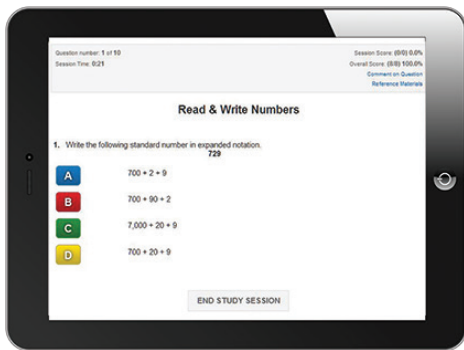 Question number: 1 of 10
Session Score: (0/0) 0.0%
Session Time: 0:21
Overall Score: (8/8) 100.0%
Comment on Question
Reference Materials
Read & Write Numbers
1. Write the following standard number in expanded notation.
729
A 700 + 2 + 9
B 700 + 90 + 2
C 7,000 + 20 + 9
D 700 + 20 + 9
END STUDY SESSION